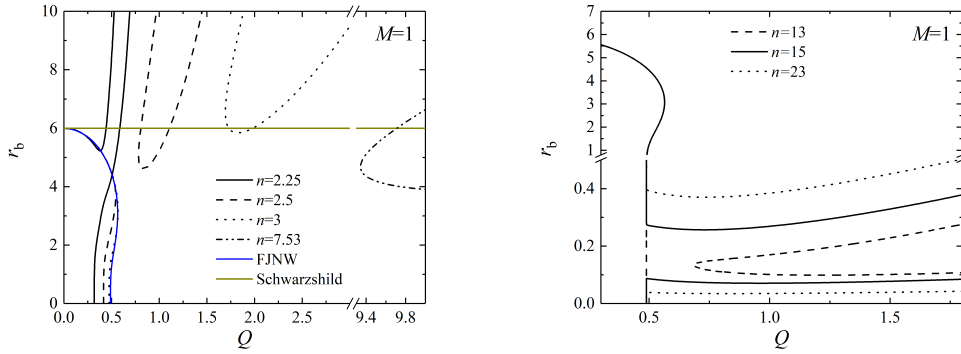 10
M=1
8
6
r_b
4
n=2.25
n=2.5
n=3
n=7.53
FJNW
Schwarzshild
2
0
0.0 0.5 1.0 1.5 2.0 2.5 9.4 9.8
Q
7
n=13
M=1
6
n=15
5
n=23
4
3
2
r_b
1
0.4
0.2
0.0
0.5 1.0 1.5
Q